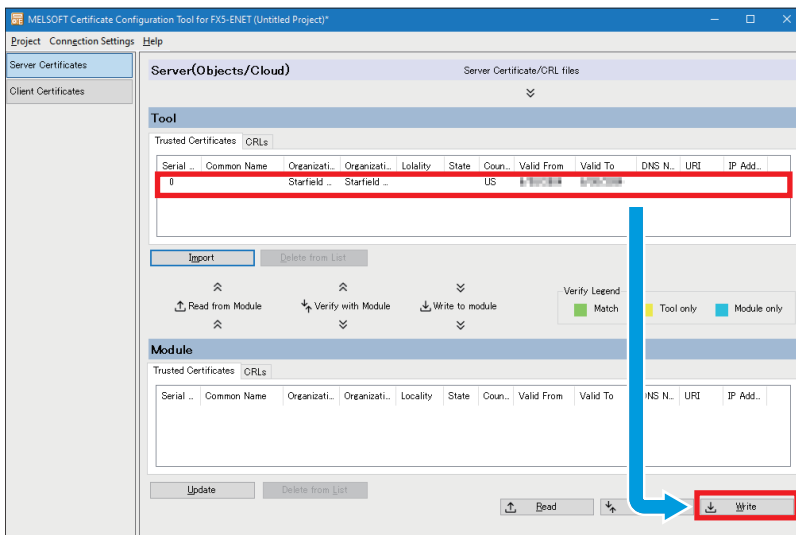 MELSOFT Certificate Configuration Tool for FX5-ENET (Untitled Project)*
Project Connection Settings Help
Server Certificates
Client Certificates
Server(Objects/Cloud) Server Certificate/CRL files
Tool
Trusted Certificates CRLs
Serial ... Common Name Organizati... Organizati... Lolality State Coun... Valid From Valid To DNS N... URI IP Add...
0 Starfield ... Starfield ... US
Import Delete from List
Read from Module Verify with Module Write to module
Verify Legend
Match Tool only Module only
Module
Trusted Certificates CRLs
Serial ... Common Name Organizati... Organizati... Locality State Coun... Valid From Valid To NS N... URI IP Add...
Update Delete from List
Read Write